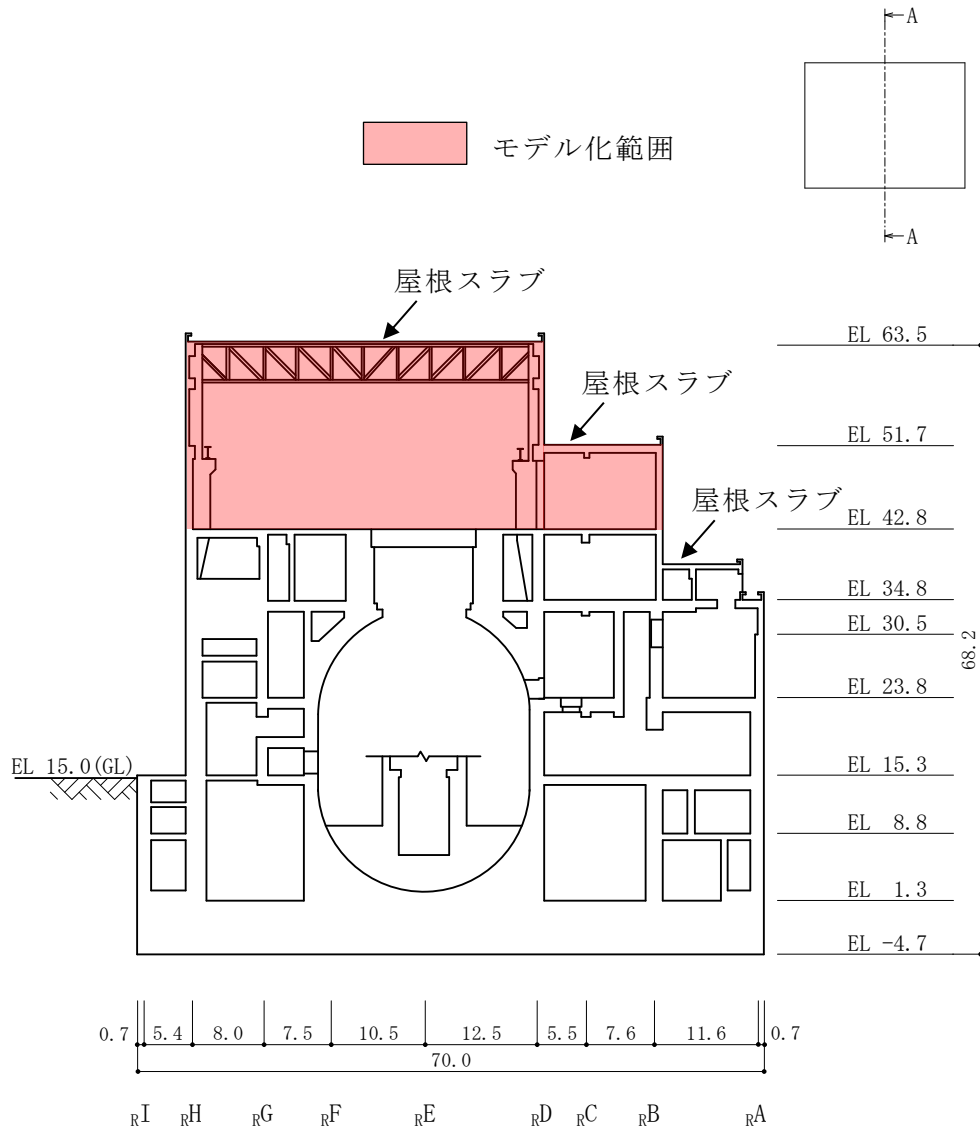 A
モデル化範囲
A
屋根スラブ
EL 63.5
屋根スラブ
EL 51.7
屋根スラブ
EL 42.8
EL 34.8
EL 30.5
68.2
EL 23.8
EL 15.0(GL)
EL 15.3
EL 8.8
EL 1.3
EL -4.7
0.7 5.4 8.0 7.5 10.5 12.5 5.5 7.6 11.6 0.7
70.0
RI RH RG RF RE RD RC RB RA